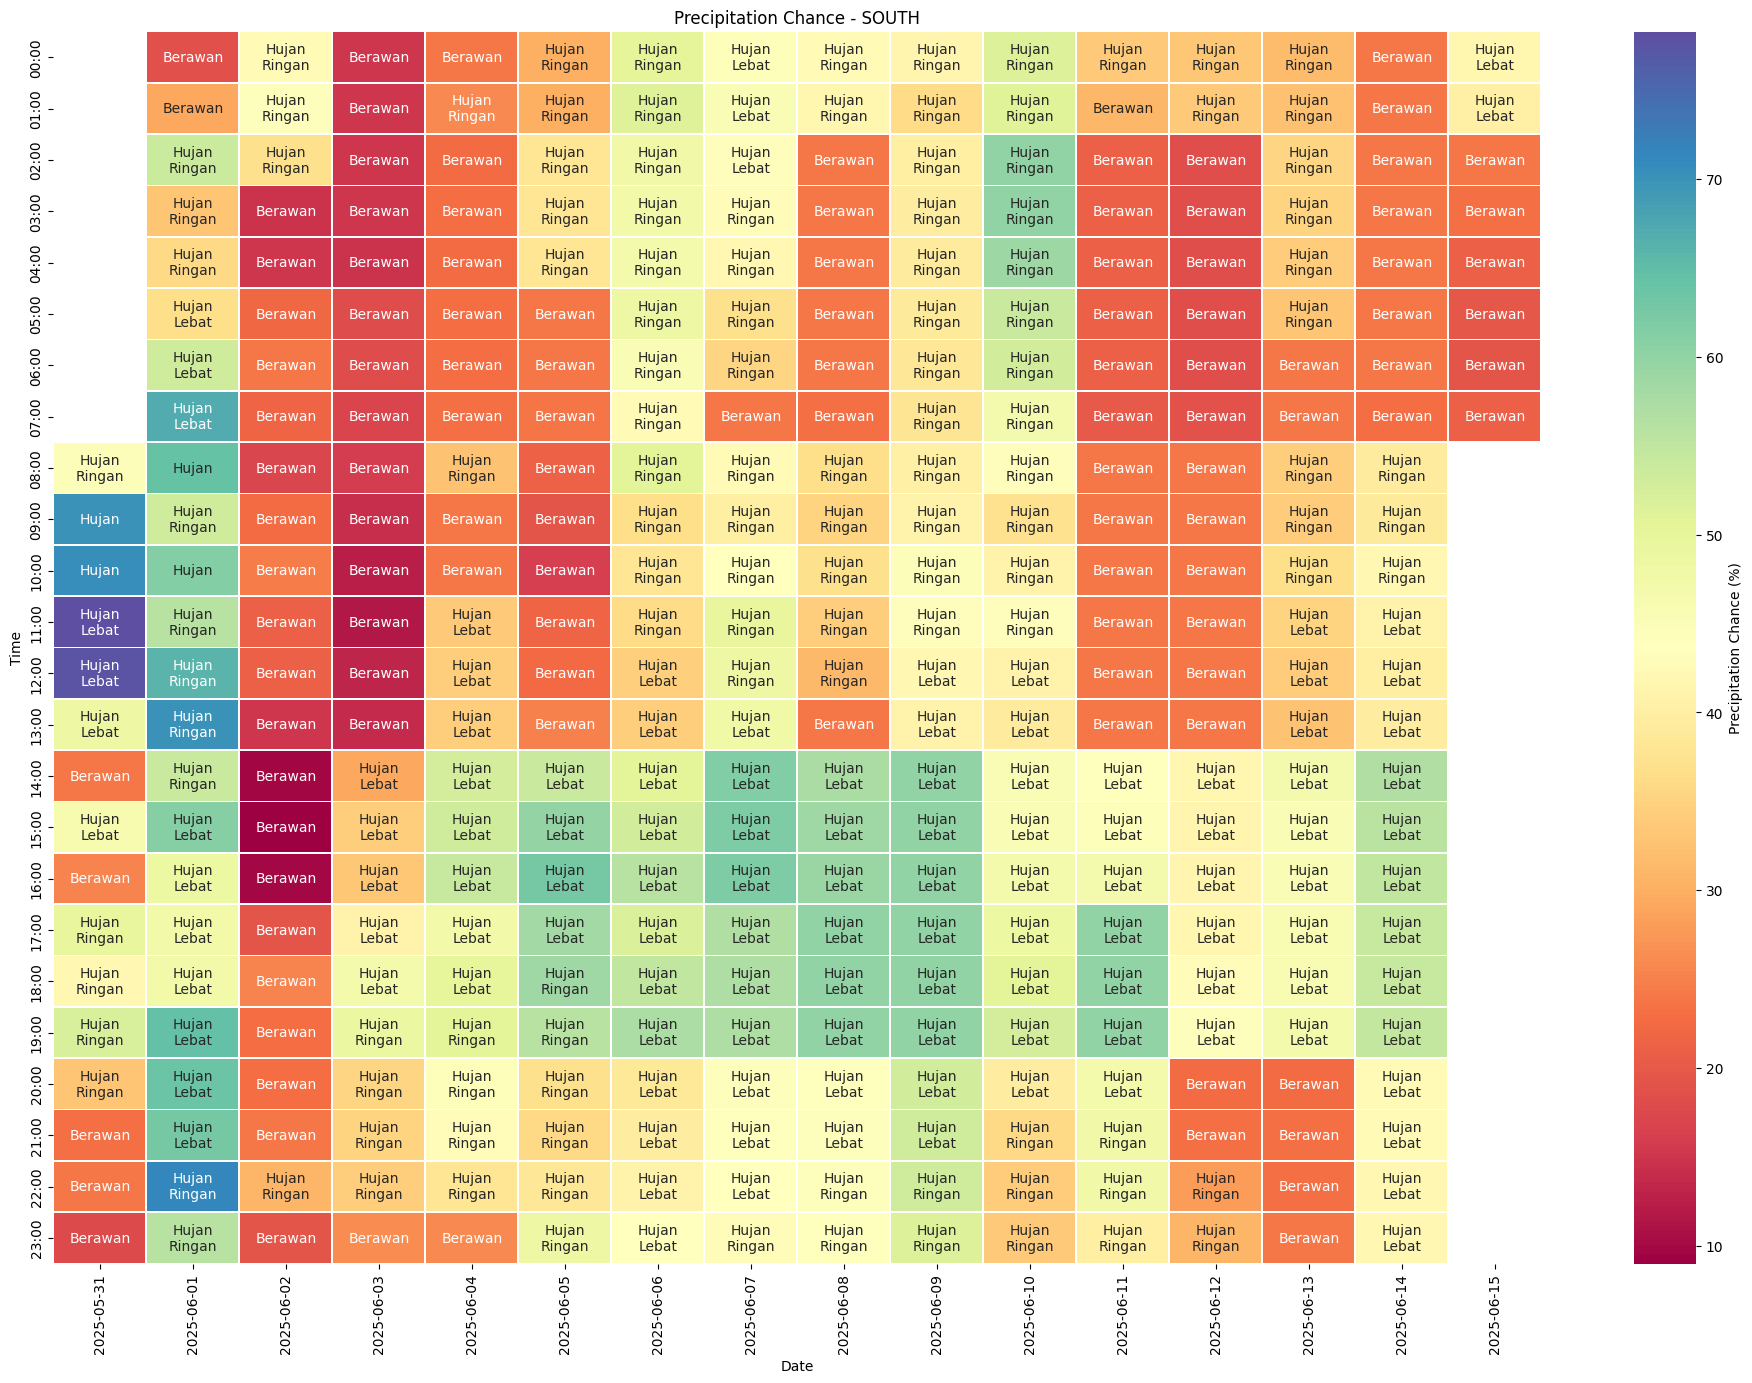 Precipitation Chance - SOUTH
00:00 Berawan Hujan Ringan Berawan Berawan Hujan Ringan Hujan Ringan Hujan Lebat Hujan Ringan Hujan Ringan Hujan Ringan Hujan Ringan Hujan Ringan Hujan Ringan Berawan Hujan Lebat
01:00 Berawan Hujan Ringan Berawan Hujan Ringan Hujan Ringan Hujan Ringan Hujan Lebat Hujan Ringan Hujan Ringan Hujan Ringan Berawan Hujan Ringan Hujan Ringan Berawan Hujan Lebat
02:00 Hujan Ringan Hujan Ringan Berawan Berawan Hujan Ringan Hujan Ringan Hujan Lebat Berawan Hujan Ringan Hujan Ringan Berawan Berawan Hujan Ringan Berawan Berawan
03:00 Hujan Ringan Berawan Berawan Berawan Hujan Ringan Hujan Ringan Hujan Ringan Berawan Hujan Ringan Hujan Ringan Berawan Berawan Hujan Ringan Berawan Berawan
04:00 Hujan Ringan Berawan Berawan Berawan Hujan Ringan Hujan Ringan Hujan Ringan Berawan Hujan Ringan Hujan Ringan Berawan Berawan Hujan Ringan Berawan Berawan
05:00 Hujan Lebat Berawan Berawan Berawan Berawan Hujan Ringan Hujan Ringan Berawan Hujan Ringan Hujan Ringan Berawan Berawan Hujan Ringan Berawan Berawan
06:00 Hujan Lebat Berawan Berawan Berawan Berawan Hujan Ringan Hujan Ringan Berawan Hujan Ringan Hujan Ringan Berawan Berawan Berawan Berawan Berawan
07:00 Hujan Lebat Berawan Berawan Berawan Berawan Hujan Ringan Berawan Berawan Hujan Ringan Hujan Ringan Berawan Berawan Berawan Berawan Berawan
08:00 Hujan Ringan Hujan Berawan Berawan Hujan Ringan Berawan Hujan Ringan Hujan Ringan Hujan Ringan Hujan Ringan Hujan Ringan Berawan Berawan Hujan Ringan Hujan Ringan
09:00 Hujan Hujan Ringan Berawan Berawan Berawan Berawan Hujan Ringan Hujan Ringan Hujan Ringan Hujan Ringan Hujan Ringan Berawan Berawan Hujan Ringan Hujan Ringan
10:00 Hujan Hujan Berawan Berawan Berawan Berawan Hujan Ringan Hujan Ringan Hujan Ringan Hujan Ringan Hujan Ringan Berawan Berawan Hujan Ringan Hujan Ringan
11:00 Hujan Lebat Hujan Ringan Berawan Berawan Hujan Lebat Berawan Hujan Ringan Hujan Ringan Hujan Ringan Hujan Ringan Hujan Ringan Berawan Berawan Hujan Lebat Hujan Lebat
12:00 Hujan Lebat Hujan Ringan Berawan Berawan Hujan Lebat Berawan Hujan Lebat Hujan Ringan Hujan Ringan Hujan Lebat Hujan Lebat Berawan Berawan Hujan Lebat Hujan Lebat
13:00 Hujan Lebat Hujan Ringan Berawan Berawan Hujan Lebat Berawan Hujan Lebat Hujan Lebat Berawan Hujan Lebat Hujan Lebat Berawan Berawan Hujan Lebat Hujan Lebat
14:00 Berawan Hujan Ringan Berawan Hujan Lebat Hujan Lebat Hujan Lebat Hujan Lebat Hujan Lebat Hujan Lebat Hujan Lebat Hujan Lebat Hujan Lebat Hujan Lebat Hujan Lebat Hujan Lebat
15:00 Hujan Lebat Hujan Lebat Berawan Hujan Lebat Hujan Lebat Hujan Lebat Hujan Lebat Hujan Lebat Hujan Lebat Hujan Lebat Hujan Lebat Hujan Lebat Hujan Lebat Hujan Lebat Hujan Lebat
16:00 Berawan Hujan Lebat Berawan Hujan Lebat Hujan Lebat Hujan Lebat Hujan Lebat Hujan Lebat Hujan Lebat Hujan Lebat Hujan Lebat Hujan Lebat Hujan Lebat Hujan Lebat Hujan Lebat
17:00 Hujan Ringan Hujan Lebat Berawan Hujan Lebat Hujan Lebat Hujan Lebat Hujan Lebat Hujan Lebat Hujan Lebat Hujan Lebat Hujan Lebat Hujan Lebat Hujan Lebat Hujan Lebat Hujan Lebat
18:00 Hujan Ringan Hujan Lebat Berawan Hujan Lebat Hujan Lebat Hujan Ringan Hujan Lebat Hujan Lebat Hujan Lebat Hujan Lebat Hujan Lebat Hujan Lebat Hujan Lebat Hujan Lebat Hujan Lebat
19:00 Hujan Ringan Hujan Lebat Berawan Hujan Ringan Hujan Ringan Hujan Ringan Hujan Lebat Hujan Lebat Hujan Lebat Hujan Lebat Hujan Lebat Hujan Lebat Hujan Lebat Hujan Lebat Hujan Lebat
20:00 Hujan Ringan Hujan Lebat Berawan Hujan Ringan Hujan Ringan Hujan Ringan Hujan Lebat Hujan Lebat Hujan Lebat Hujan Lebat Hujan Lebat Hujan Lebat Berawan Berawan Hujan Lebat
21:00 Berawan Hujan Lebat Berawan Hujan Ringan Hujan Ringan Hujan Ringan Hujan Lebat Hujan Lebat Hujan Lebat Hujan Lebat Hujan Ringan Hujan Ringan Berawan Berawan Hujan Lebat
22:00 Berawan Hujan Ringan Hujan Ringan Hujan Ringan Hujan Ringan Hujan Ringan Hujan Lebat Hujan Lebat Hujan Ringan Hujan Ringan Hujan Ringan Hujan Ringan Hujan Ringan Berawan Hujan Lebat
23:00 Berawan Hujan Ringan Berawan Berawan Berawan Hujan Ringan Hujan Lebat Hujan Ringan Hujan Ringan Hujan Ringan Hujan Ringan Hujan Ringan Hujan Ringan Berawan Hujan Lebat
Time
2025-05-31 2025-06-01 2025-06-02 2025-06-03 2025-06-04 2025-06-05 2025-06-06 2025-06-07 2025-06-08 2025-06-09 2025-06-10 2025-06-11 2025-06-12 2025-06-13 2025-06-14 2025-06-15
Date
70
60
50
40
30
20
10
Precipitation Chance (%)